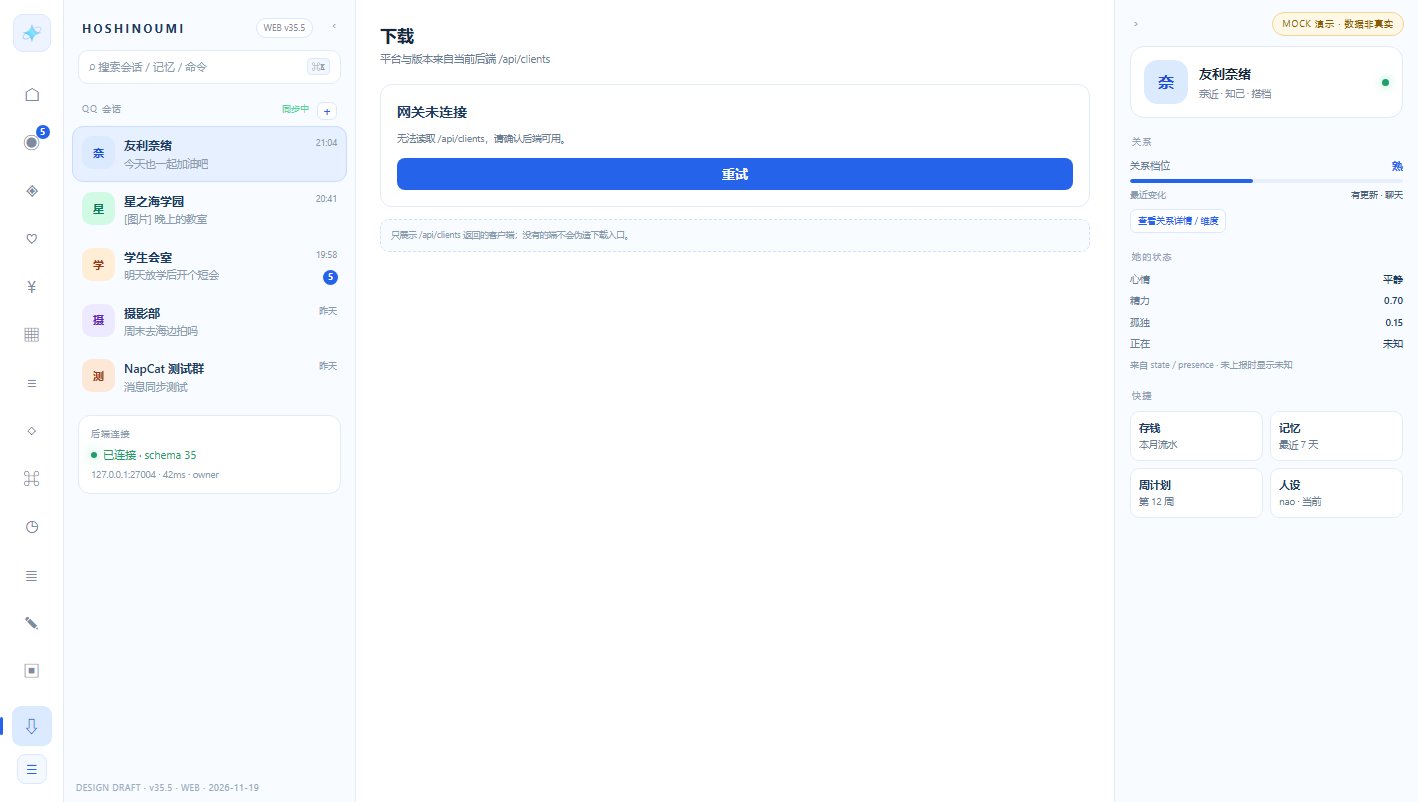 HOSHINOUMI
WEB v35.5
搜索会话 / 记忆 / 命令
⌘K
QQ 会话
同步中
+
奈
友利奈绪
21:04
今天也一起加油吧
星
星之海学园
20:41
[图片] 晚上的教室
学
学生会室
19:58
明天放学后开个短会
5
摄
摄影部
昨天
周末去海边拍吗
测
NapCat 测试群
昨天
消息同步测试
后端连接
已连接 · schema 35
127.0.0.1:27004 · 42ms · owner
DESIGN DRAFT · v35.5 · WEB · 2026-11-19
5
¥
下载
平台与版本来自当前后端 /api/clients
网关未连接
无法读取 /api/clients，请确认后端可用。
重试
只展示 /api/clients 返回的客户端；没有的端不会伪造下载入口。
MOCK 演示 · 数据非真实
奈
友利奈绪
亲近 · 知己 · 搭档
关系
关系档位
熟
最近变化
有更新 · 聊天
查看关系详情 / 维度
她的状态
心情
平静
精力
0.70
孤独
0.15
正在
未知
来自 state / presence · 未上报时显示未知
快捷
存钱
本月流水
记忆
最近 7 天
周计划
第 12 周
人设
nao · 当前